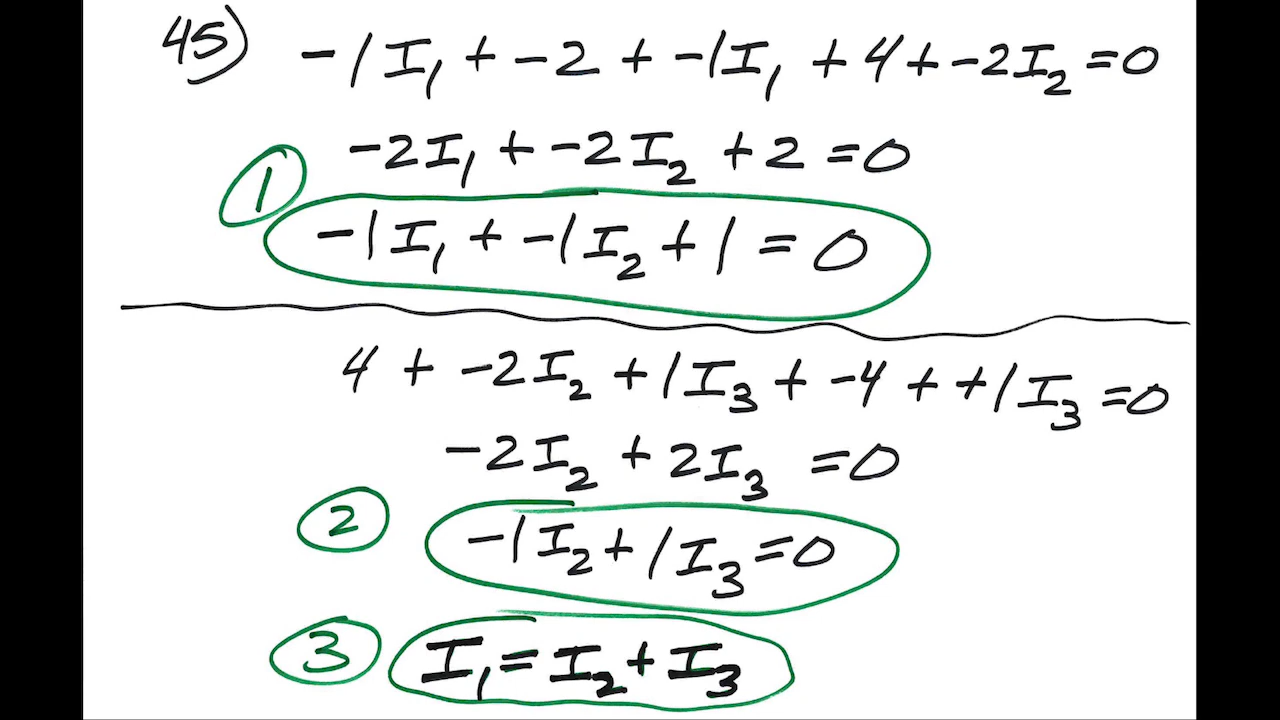 45) -1I₁ + -2 + -1I₁ + 4 + -2I₂ = 0
-2I₁ + -2I₂ + 2 = 0
1
-1I₁ + -1I₂ + 1 = 0
4 + -2I₂ + 1I₃ + -4 + +1I₃ = 0
-2I₂ + 2I₃ = 0
2 -1I₂ + 1I₃ = 0
3 I₁ = I₂ + I₃